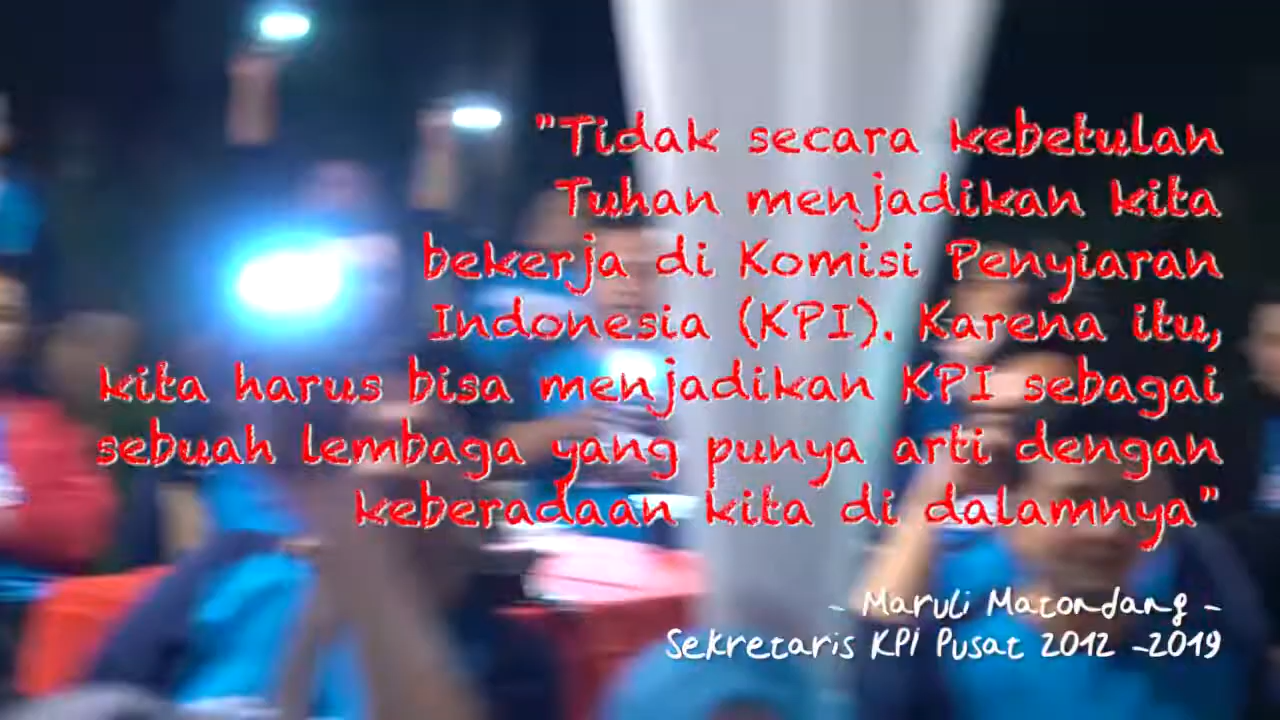 "Tidak secara kebetulan
Tuhan menjadikan kita
bekerja di Komisi Penyiaran
Indonesia (KPI). Karena itu,
kita harus bisa menjadikan KPI sebagai
sebuah lembaga yang punya arti dengan
keberadaan kita di dalamnya"
- Maruli Matondang -
Sekretaris KPI Pusat 2012 -2019